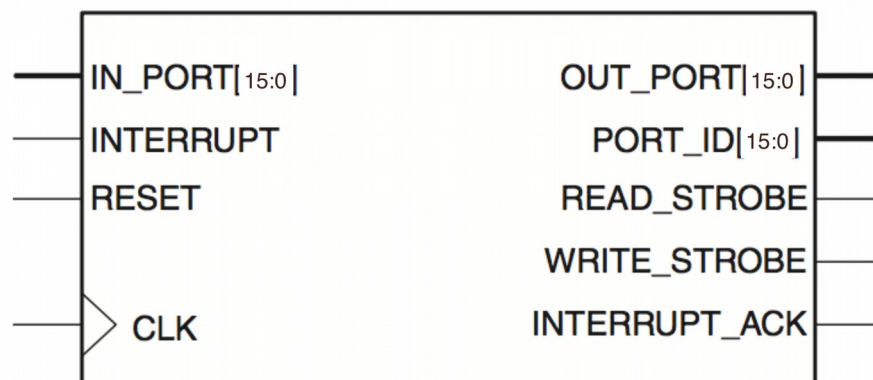 IN_PORT[15:0]
INTERRUPT
RESET
CLK
OUT_PORT[15:0]
PORT_ID[15:0]
READ_STROBE
WRITE_STROBE
INTERRUPT_ACK